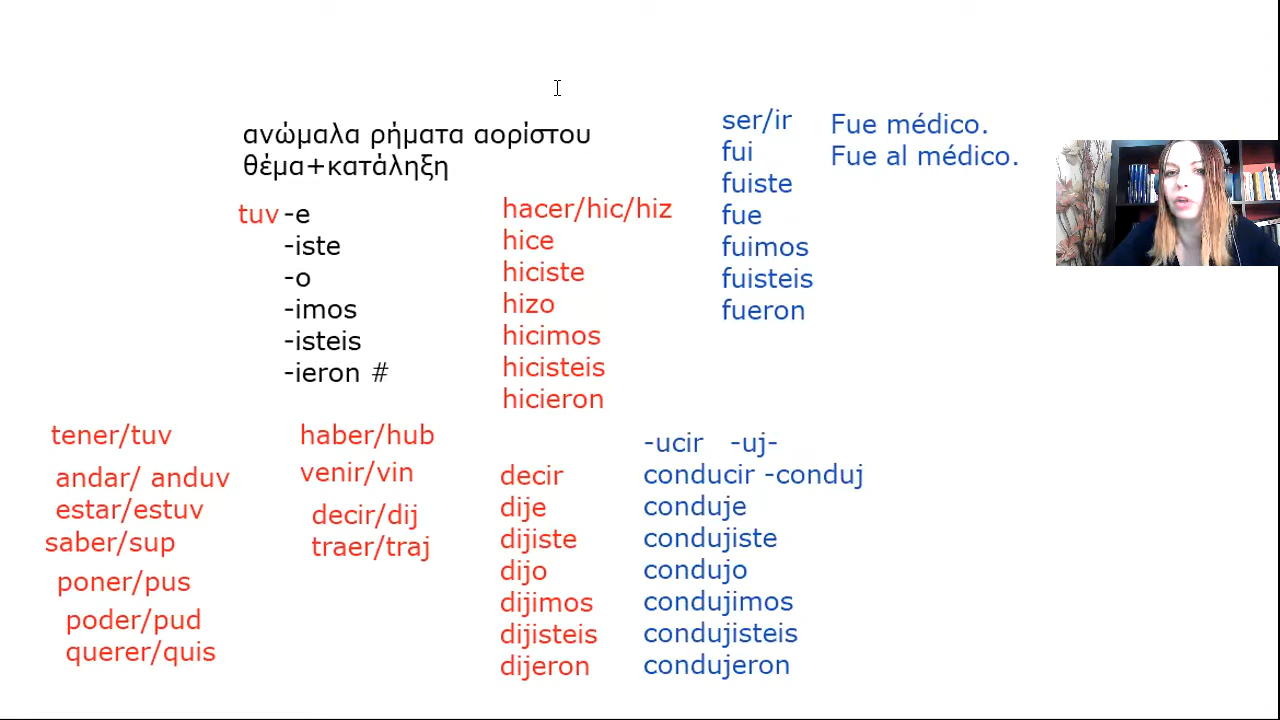 ανώμαλα ρήματα αορίστου
θέμα+κατάληξη
tuv -e
-iste
-o
-imos
-isteis
-ieron #
hacer/hic/hiz
hice
hiciste
hizo
hicimos
hicisteis
hicieron
ser/ir
fui
fuiste
fue
fuimos
fuisteis
fueron
Fue médico.
Fue al médico.
tener/tuv
andar/ anduv
estar/estuv
saber/sup
poner/pus
poder/pud
querer/quis
haber/hub
venir/vin
decir/dij
traer/traj
decir
dije
dijiste
dijo
dijimos
dijisteis
dijeron
-ucir -uj-
conducir -conduj
conduje
condujiste
condujo
condujimos
condujisteis
condujeron